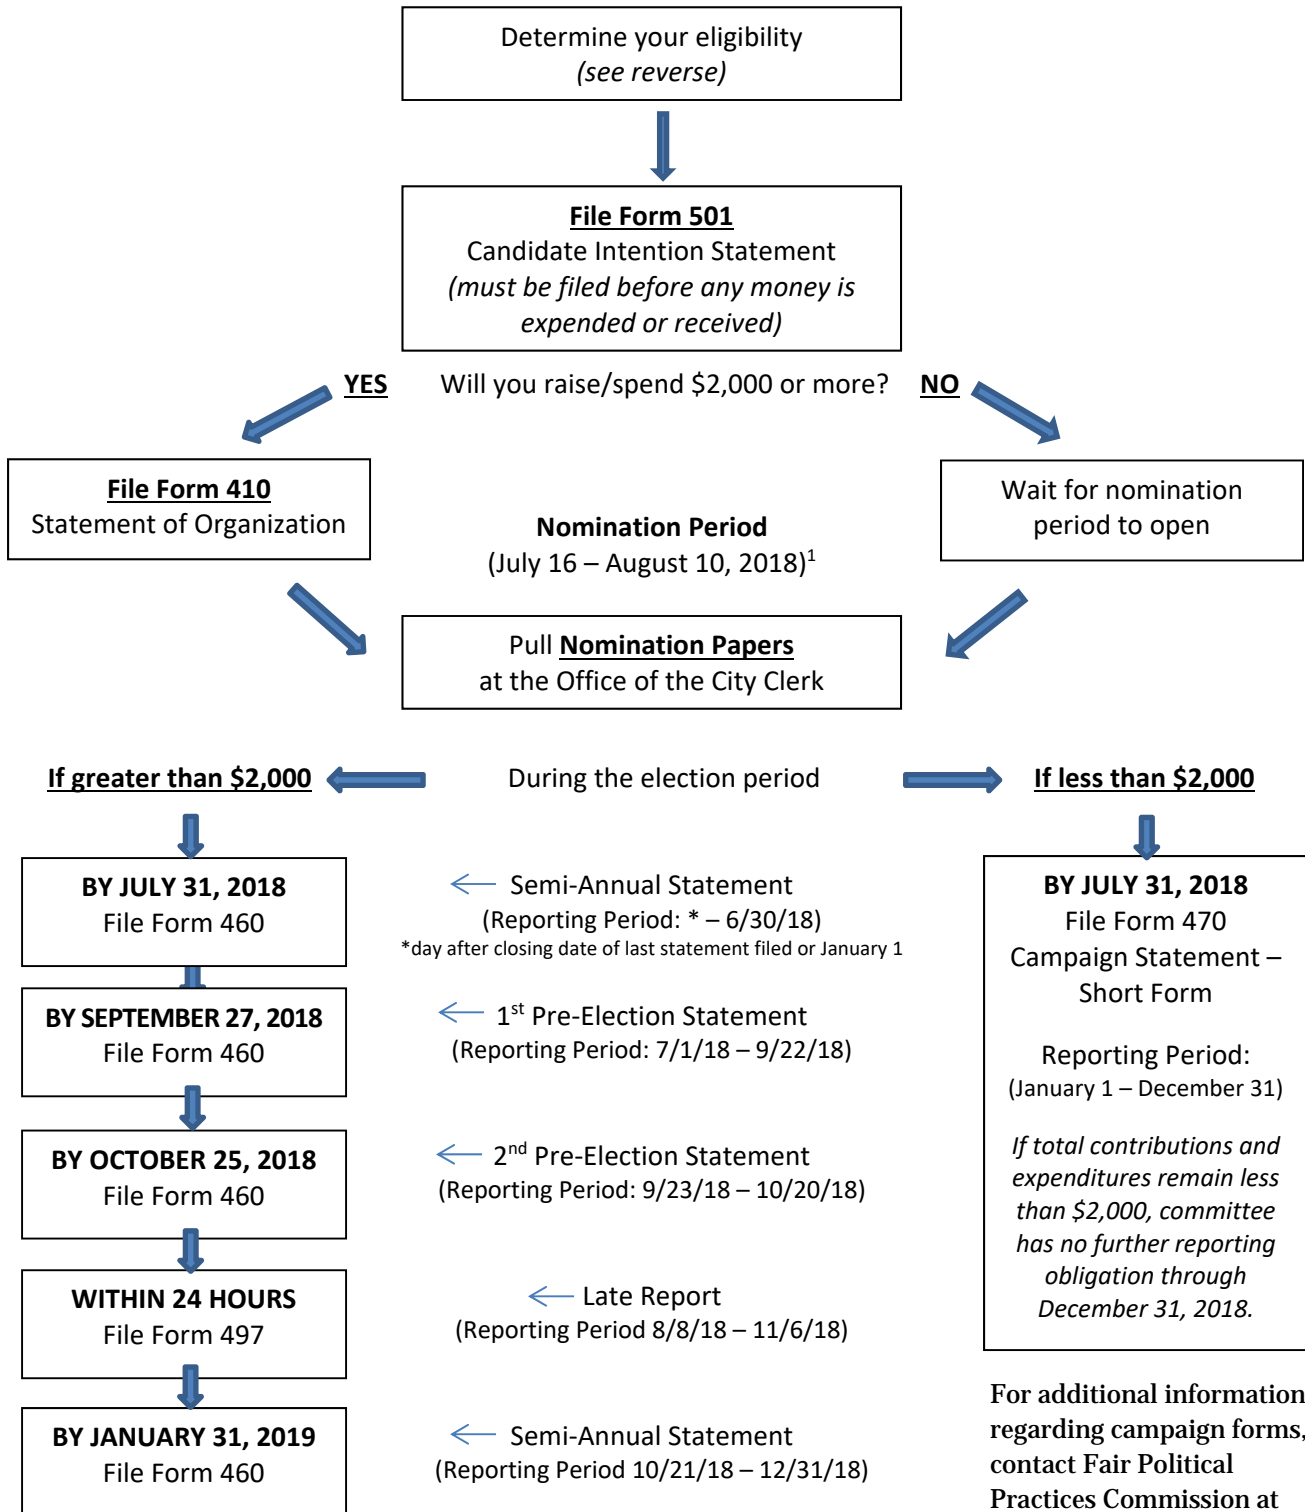 Determine your eligibility
(see reverse)
File Form 501
Candidate Intention Statement
(must be filed before any money is
expended or received)
YES Will you raise/spend $2,000 or more? NO
File Form 410
Statement of Organization
Wait for nomination
period to open
Nomination Period
(July 16 – August 10, 2018)¹
Pull Nomination Papers
at the Office of the City Clerk
If greater than $2,000 During the election period If less than $2,000
BY JULY 31, 2018
File Form 460
Semi-Annual Statement
(Reporting Period: * – 6/30/18)
*day after closing date of last statement filed or January 1
BY SEPTEMBER 27, 2018
File Form 460
1st Pre-Election Statement
(Reporting Period: 7/1/18 – 9/22/18)
BY OCTOBER 25, 2018
File Form 460
2nd Pre-Election Statement
(Reporting Period: 9/23/18 – 10/20/18)
WITHIN 24 HOURS
File Form 497
Late Report
(Reporting Period 8/8/18 – 11/6/18)
BY JANUARY 31, 2019
File Form 460
Semi-Annual Statement
(Reporting Period 10/21/18 – 12/31/18)
BY JULY 31, 2018
File Form 470
Campaign Statement –
Short Form
Reporting Period:
(January 1 – December 31)
If total contributions and
expenditures remain less
than $2,000, committee
has no further reporting
obligation through
December 31, 2018.
For additional information
regarding campaign forms,
contact Fair Political
Practices Commission at